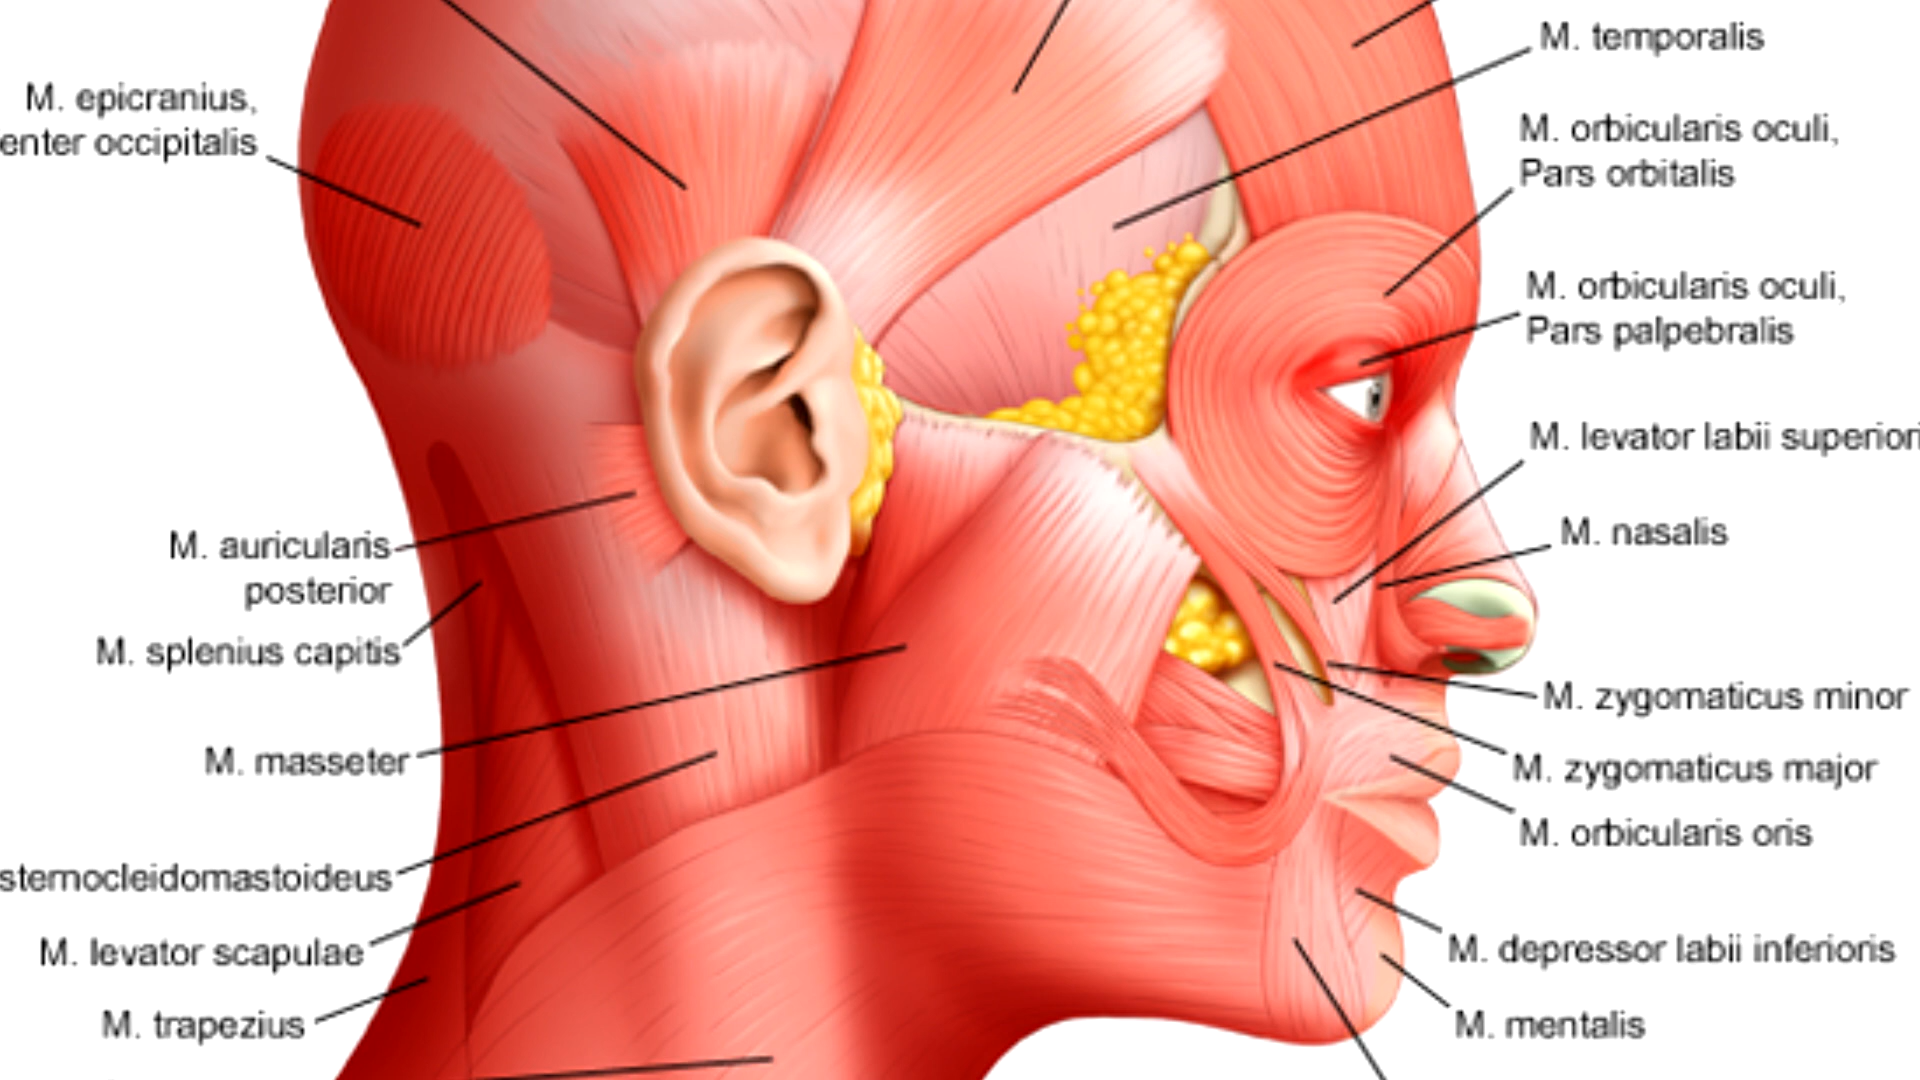 M. epicranius,
enter occipitalis
M. auricularis
posterior
M. splenius capitis
M. masseter
sternocleidomastoideus
M. levator scapulae
M. trapezius
M. temporalis
M. orbicularis oculi,
Pars orbitalis
M. orbicularis oculi,
Pars palpebralis
M. levator labii superiori
M. nasalis
M. zygomaticus minor
M. zygomaticus major
M. orbicularis oris
M. depressor labii inferioris
M. mentalis